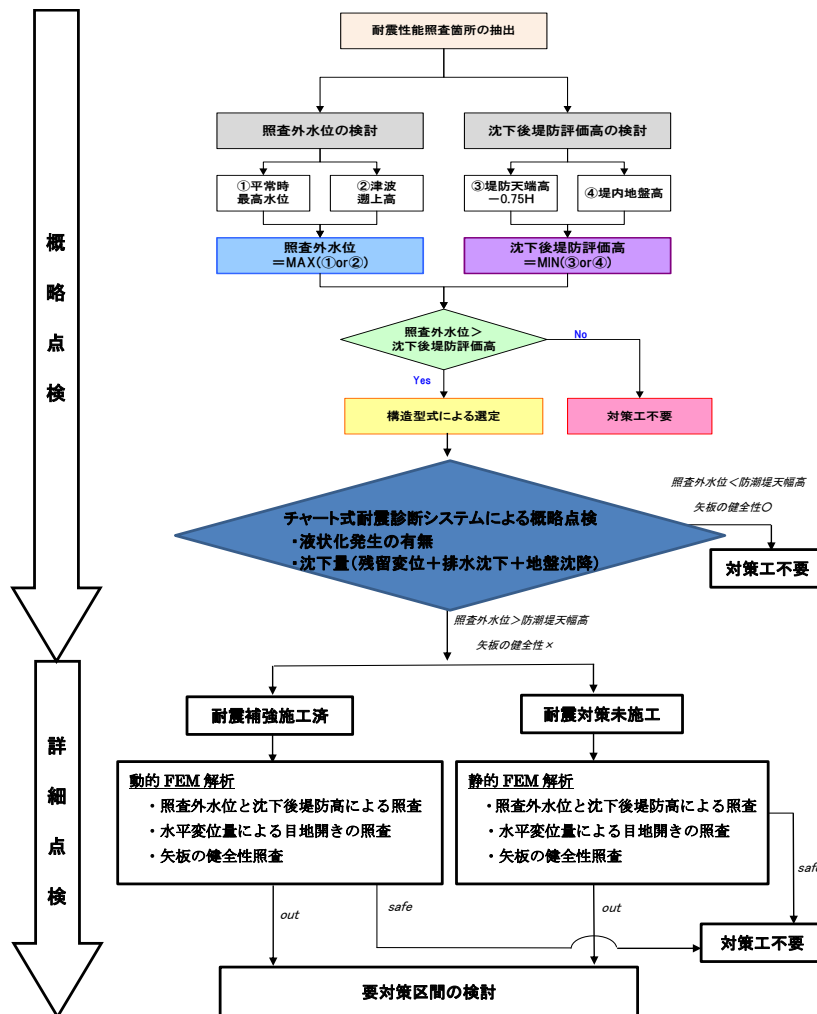 耐震性能照査箇所の抽出
照査外水位の検討
沈下後堤防評価高の検討
①平常時
最高水位
②津波
遡上高
③堤防天端高
－0.75H
④堤内地盤高
照査外水位
＝MAX(①or②)
沈下後堤防評価高
＝MIN(③or④)
照査外水位＞
沈下後堤防評価高
No
Yes
構造型式による選定
対策工不要
照査外水位＜防潮堤天幅高
矢板の健全性○
チャート式耐震診断システムによる概略点検
・液状化発生の有無
・沈下量(残留変位＋排水沈下＋地盤沈降)
対策工不要
照査外水位＞防潮堤天幅高
矢板の健全性×
概略点検
耐震補強施工済
耐震対策未施工
動的 FEM 解析
・照査外水位と沈下後堤防高による照査
・水平変位量による目地開きの照査
・矢板の健全性照査
静的 FEM 解析
・照査外水位と沈下後堤防高による照査
・水平変位量による目地開きの照査
・矢板の健全性照査
safe
out
safe
out
対策工不要
要対策区間の検討
詳細点検